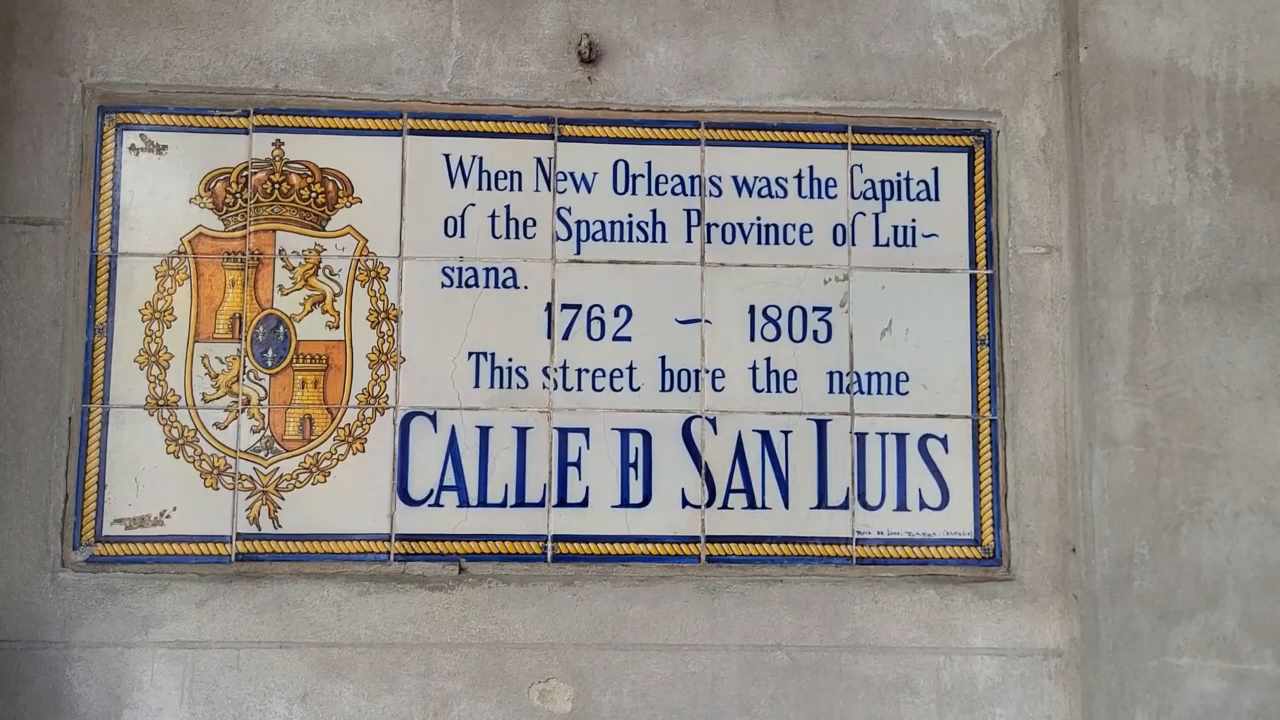 When New Orleans was the Capital
of the Spanish Province of Lui~
siana.
1762 ~ 1803
This street bore the name
CALLE DE SAN LUIS